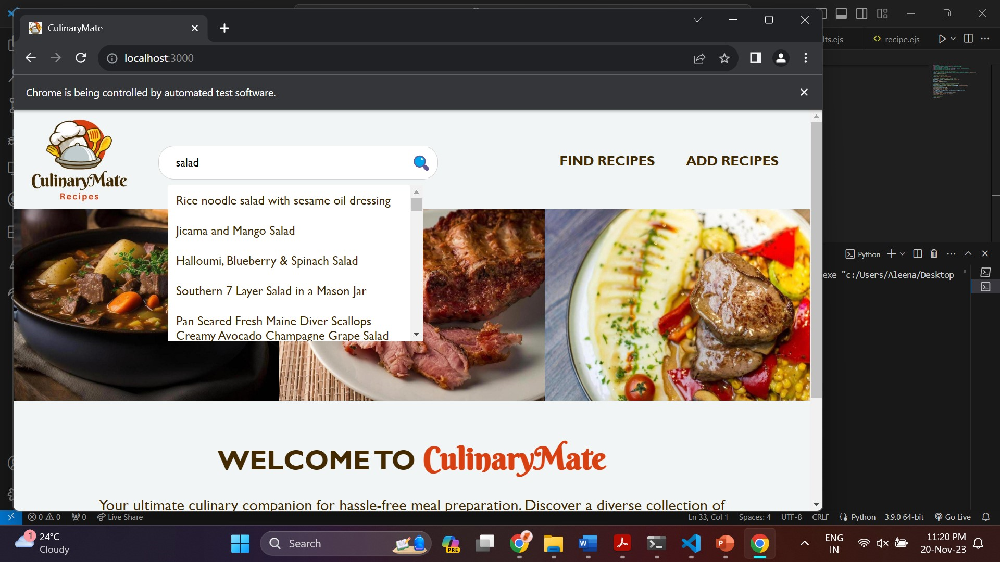 CulinaryMate
lts.ejs
recipe.ejs
localhost:3000
Chrome is being controlled by automated test software.
CulinaryMate
Recipes
salad
FIND RECIPES
ADD RECIPES
Rice noodle salad with sesame oil dressing
Jicama and Mango Salad
Halloumi, Blueberry & Spinach Salad
Southern 7 Layer Salad in a Mason Jar
Pan Seared Fresh Maine Diver Scallops
Creamy Avocado Champagne Grape Salad
Python
exe "c:/Users/Aleena/Desktop
WELCOME TO CulinaryMate
Your ultimate culinary companion for hassle-free meal preparation. Discover a diverse collection of
0 0 0 Live Share
Ln 33, Col 1 Spaces: 4 UTF-8 CRLF Python 3.9.0 64-bit Go Live
1
24°C
Cloudy
Search
PRE
W
P
ENG
IN
11:20 PM
20-Nov-23